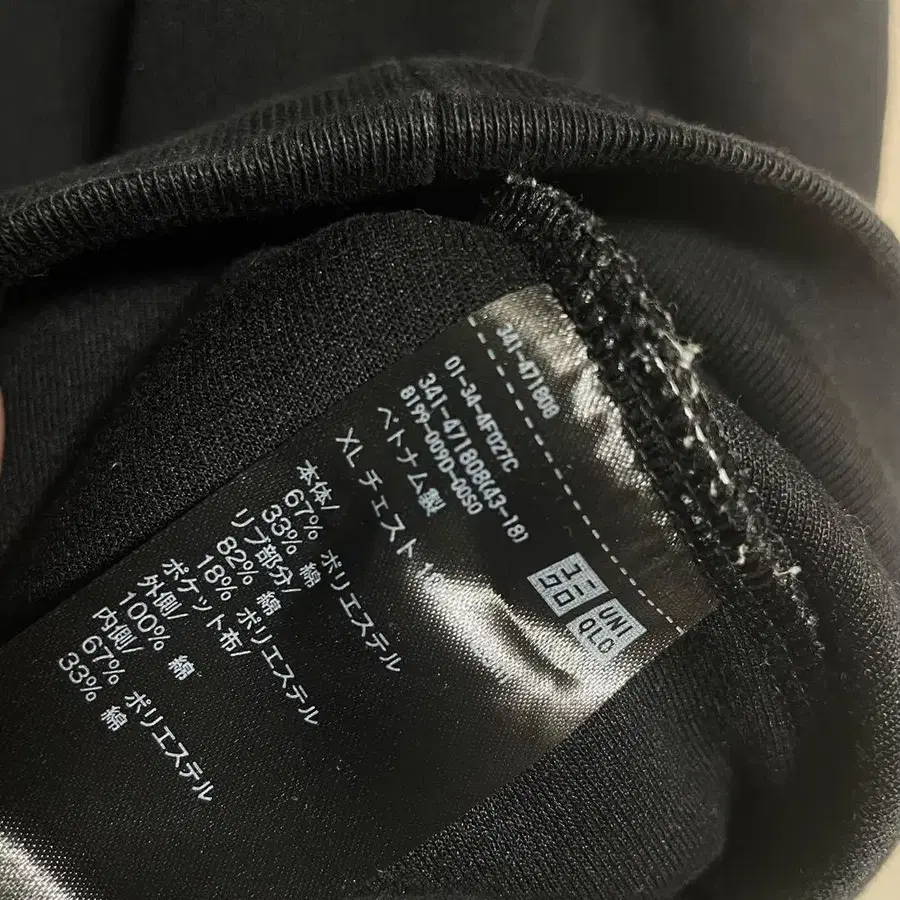 341-471808
01-34-4F027C
341-471808(43-18)
8199-009D-00S0
ベトナム製
XL チェスト
本体/
67% ポリエステル
33% 綿
リブ部分/
82% 綿
18% ポリエステル
ポケット布/
外側/
100% 綿
内側/
67% ポリエステル
33% 綿
ユニ
クロ
UNI
QLO